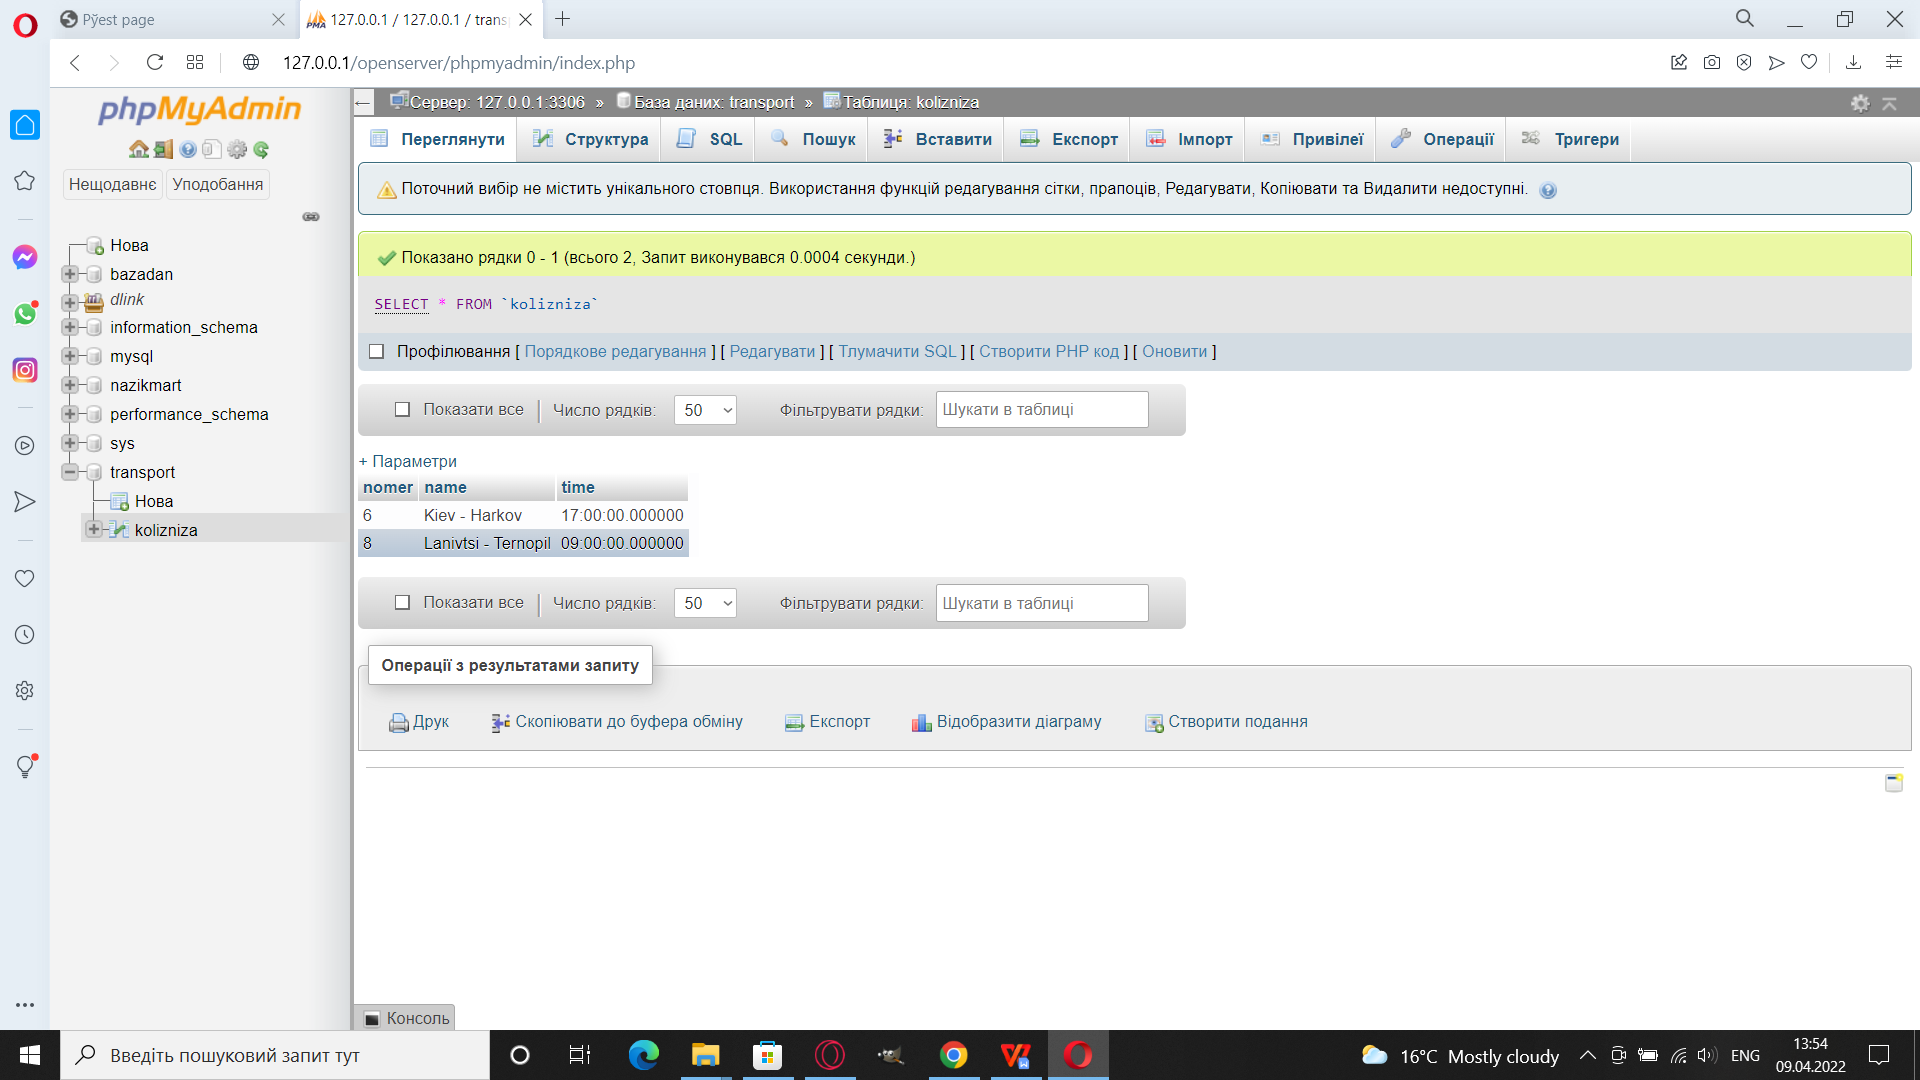 Pўest page
127.0.0.1 / 127.0.0.1 / trans
127.0.0.1/openserver/phpmyadmin/index.php
phpMyAdmin
Нещодавнє
Уподобання
Нова
bazadan
dlink
information_schema
mysql
nazikmart
performance_schema
sys
transport
Нова
kolizniza
Сервер: 127.0.0.1:3306 » База даних: transport » Таблиця: kolizniza
Переглянути Структура SQL Пошук Вставити Експорт Імпорт Привілеї Операції Тригери
Поточний вибір не містить унікального стовпця. Використання функцій редагування сітки, прапоців, Редагувати, Копіювати та Видалити недоступні.
Показано рядки 0 - 1 (всього 2, Запит виконувався 0.0004 секунди.)
SELECT * FROM `kolizniza`
Профілювання [ Порядкове редагування ] [ Редагувати ] [ Тлумачити SQL ] [ Створити PHP код ] [ Оновити ]
Показати все Число рядків: 50 Фільтрувати рядки: Шукати в таблиці
+ Параметри
nomer name time
6 Kiev - Harkov 17:00:00.000000
8 Lanivtsi - Ternopil 09:00:00.000000
Показати все Число рядків: 50 Фільтрувати рядки: Шукати в таблиці
Операції з результатами запиту
Друк Скопіювати до буфера обміну Експорт Відобразити діаграму Створити подання
Консоль
Введіть пошуковий запит тут
16°C Mostly cloudy
ENG
13:54
09.04.2022